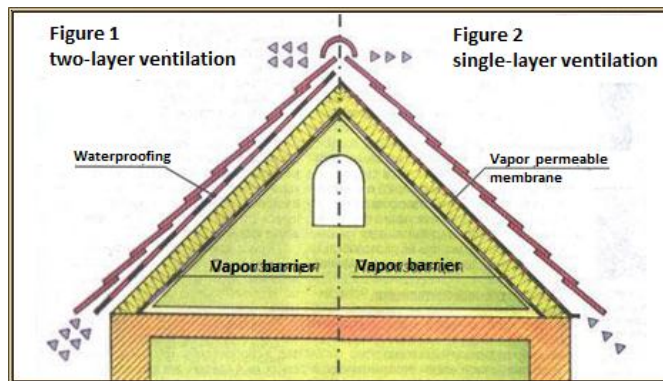 Figure 1
two-layer ventilation
Figure 2
single-layer ventilation
Waterproofing
Vapor permeable
membrane
Vapor barrier
Vapor barrier